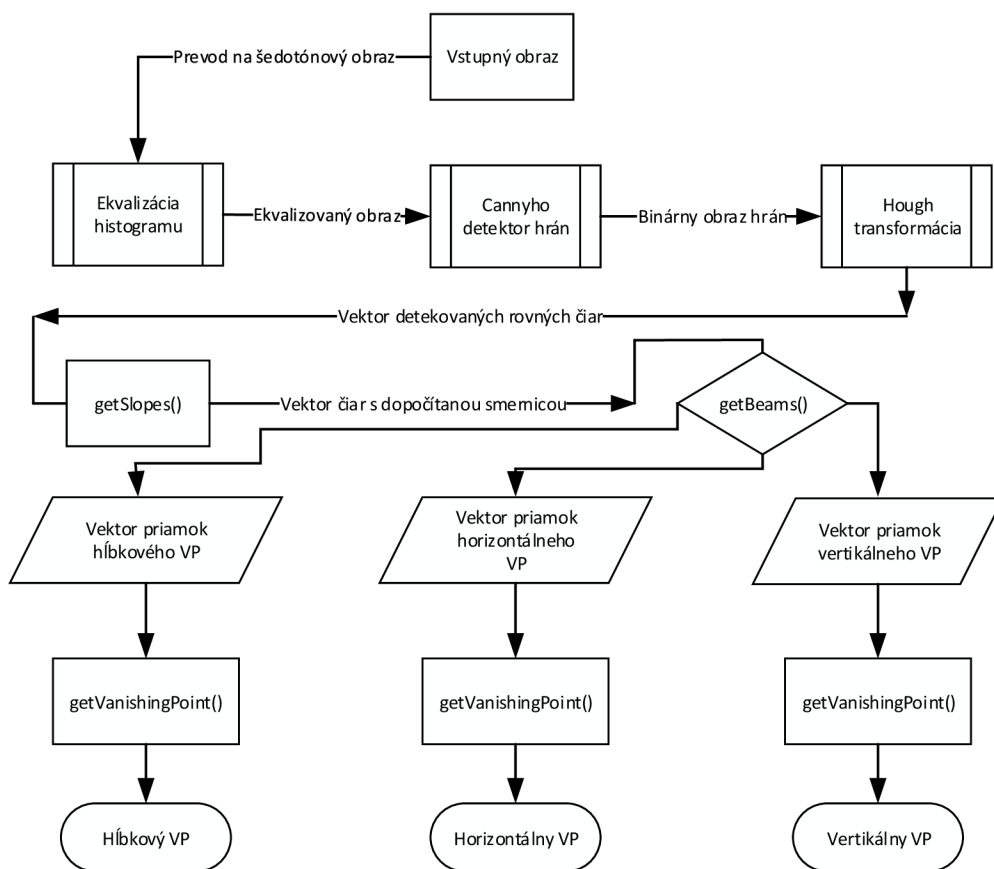 Prevod na šedotónový obraz
Vstupný obraz
Ekvalizácia
histogramu
Ekvalizovaný obraz
Cannyho
detektor hrán
Binárny obraz hrán
Hough
transformácia
Vektor detekovaných rovných čiar
getSlopes()
Vektor čiar s dopočítanou smernicou
getBeams()
Vektor priamok
hĺbkového VP
Vektor priamok
horizontálneho
VP
Vektor priamok
vertikálneho VP
getVanishingPoint()
getVanishingPoint()
getVanishingPoint()
Hĺbkový VP
Horizontálny VP
Vertikálny VP